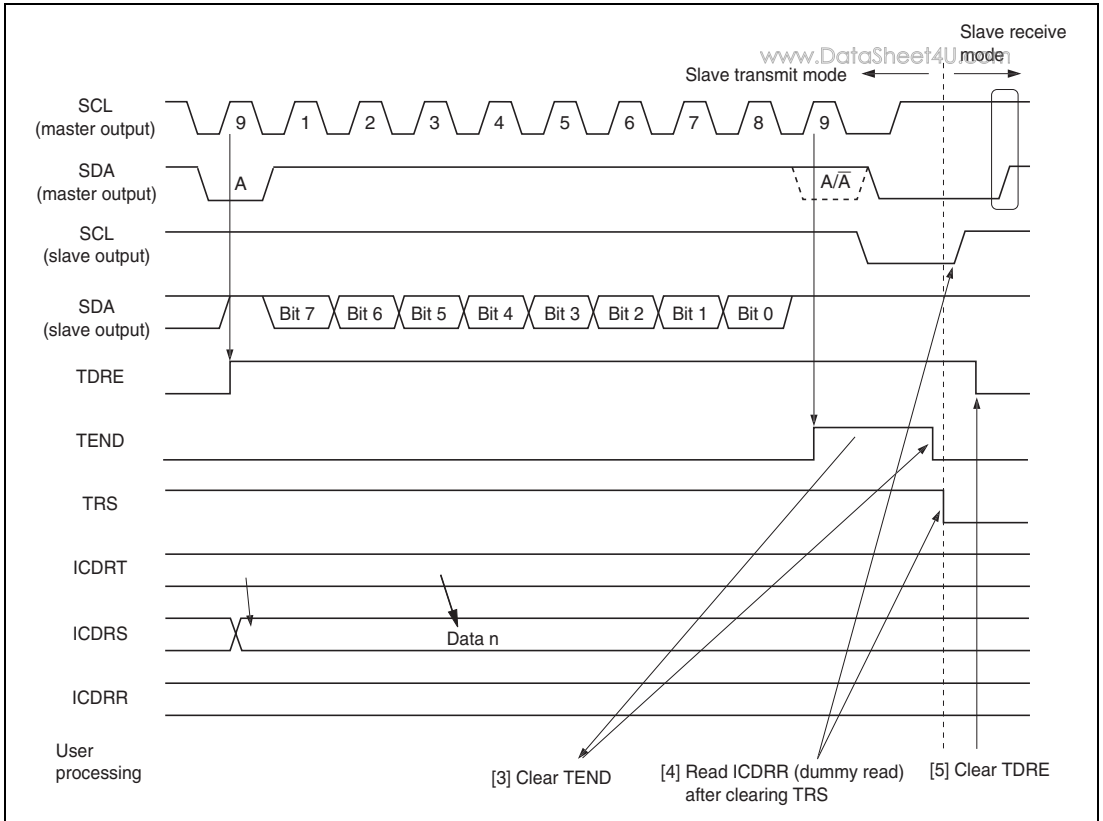 Slave receive
mode
www.DataSheet4U.com
Slave transmit mode
SCL
(master output)
9 1 2 3 4 5 6 7 8 9
SDA
(master output)
A A/A̅
SCL
(slave output)
SDA
(slave output)
Bit 7 Bit 6 Bit 5 Bit 4 Bit 3 Bit 2 Bit 1 Bit 0
TDRE
TEND
TRS
ICDRT
ICDRS
Data n
ICDRR
User
processing
[3] Clear TEND
[4] Read ICDRR (dummy read)
after clearing TRS
[5] Clear TDRE